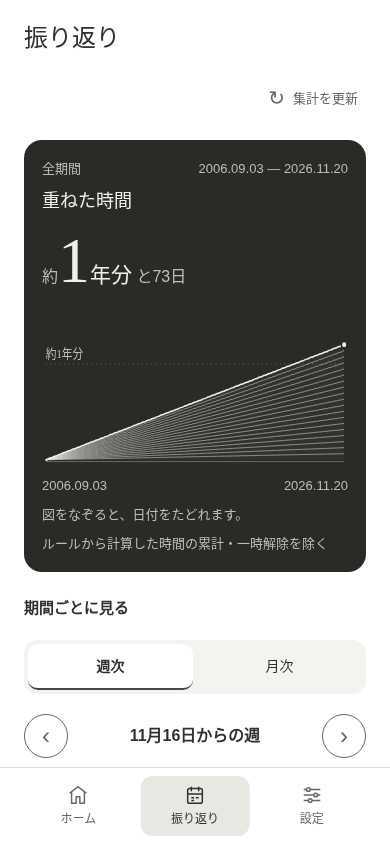 振り返り
↻ 集計を更新
全期間 2006.09.03 — 2026.11.20
重ねた時間
約1年分 と73日
約1年分
2006.09.03 2026.11.20
図をなぞると、日付をたどれます。
ルールから計算した時間の累計・一時解除を除く
期間ごとに見る
週次 月次
‹ 11月16日からの週 ›
ホーム 振り返り 設定